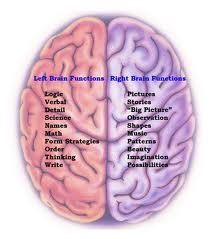 Left Brain Functions
Logic
Verbal
Detail
Science
Names
Math
Form Strategies
Order
Thinking
Write
Right Brain Functions
Pictures
Stories
"Big Picture"
Observation
Shapes
Music
Patterns
Beauty
Imagination
Possibilities